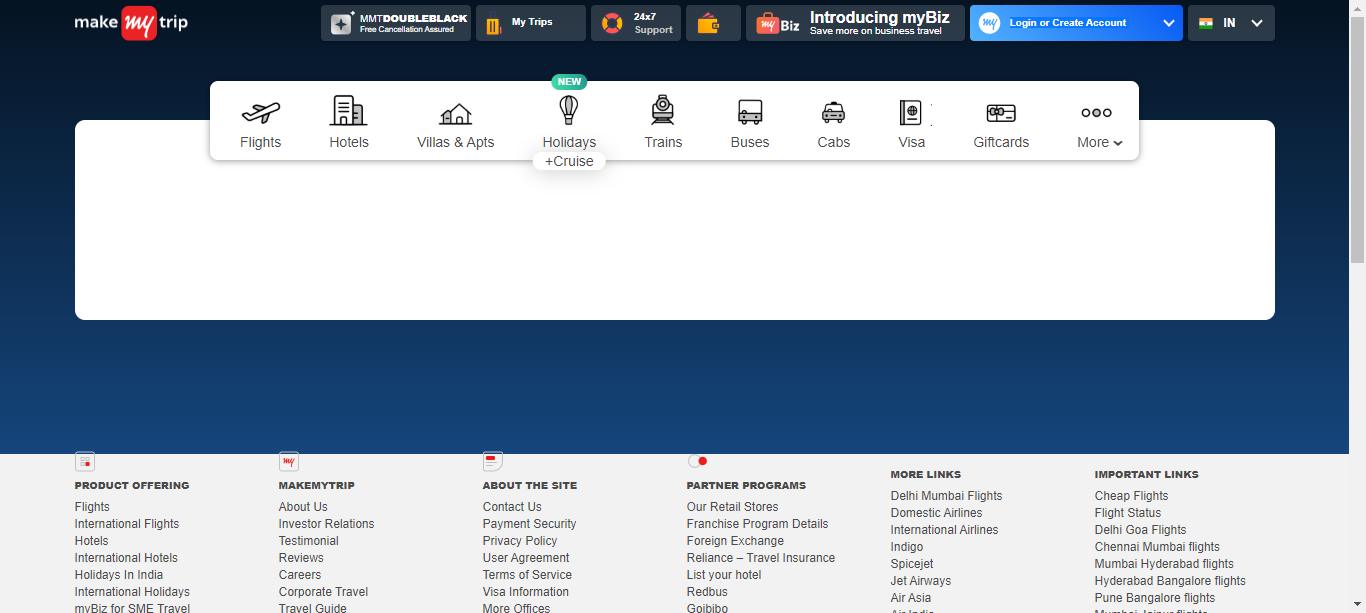 make my trip
MMTDOUBLEBLACK
Free Cancellation Assured
My Trips
24x7
Support
my Biz
Introducing myBiz
Save more on business travel
my
Login or Create Account
IN
NEW
Flights
Hotels
Villas & Apts
Holidays
Trains
Buses
Cabs
Visa
Giftcards
More
+Cruise
my
PRODUCT OFFERING
Flights
International Flights
Hotels
International Hotels
Holidays In India
International Holidays
myBiz for SME Travel
MAKEMYTRIP
About Us
Investor Relations
Testimonial
Reviews
Careers
Corporate Travel
Travel Guide
ABOUT THE SITE
Contact Us
Payment Security
Privacy Policy
User Agreement
Terms of Service
Visa Information
More Offices
PARTNER PROGRAMS
Our Retail Stores
Franchise Program Details
Foreign Exchange
Reliance – Travel Insurance
List your hotel
Redbus
Goibibo
MORE LINKS
Delhi Mumbai Flights
Domestic Airlines
International Airlines
Indigo
Spicejet
Jet Airways
Air Asia
Air India
IMPORTANT LINKS
Cheap Flights
Flight Status
Delhi Goa Flights
Chennai Mumbai flights
Mumbai Hyderabad flights
Hyderabad Bangalore flights
Pune Bangalore flights
Mumbai Jaipur flights